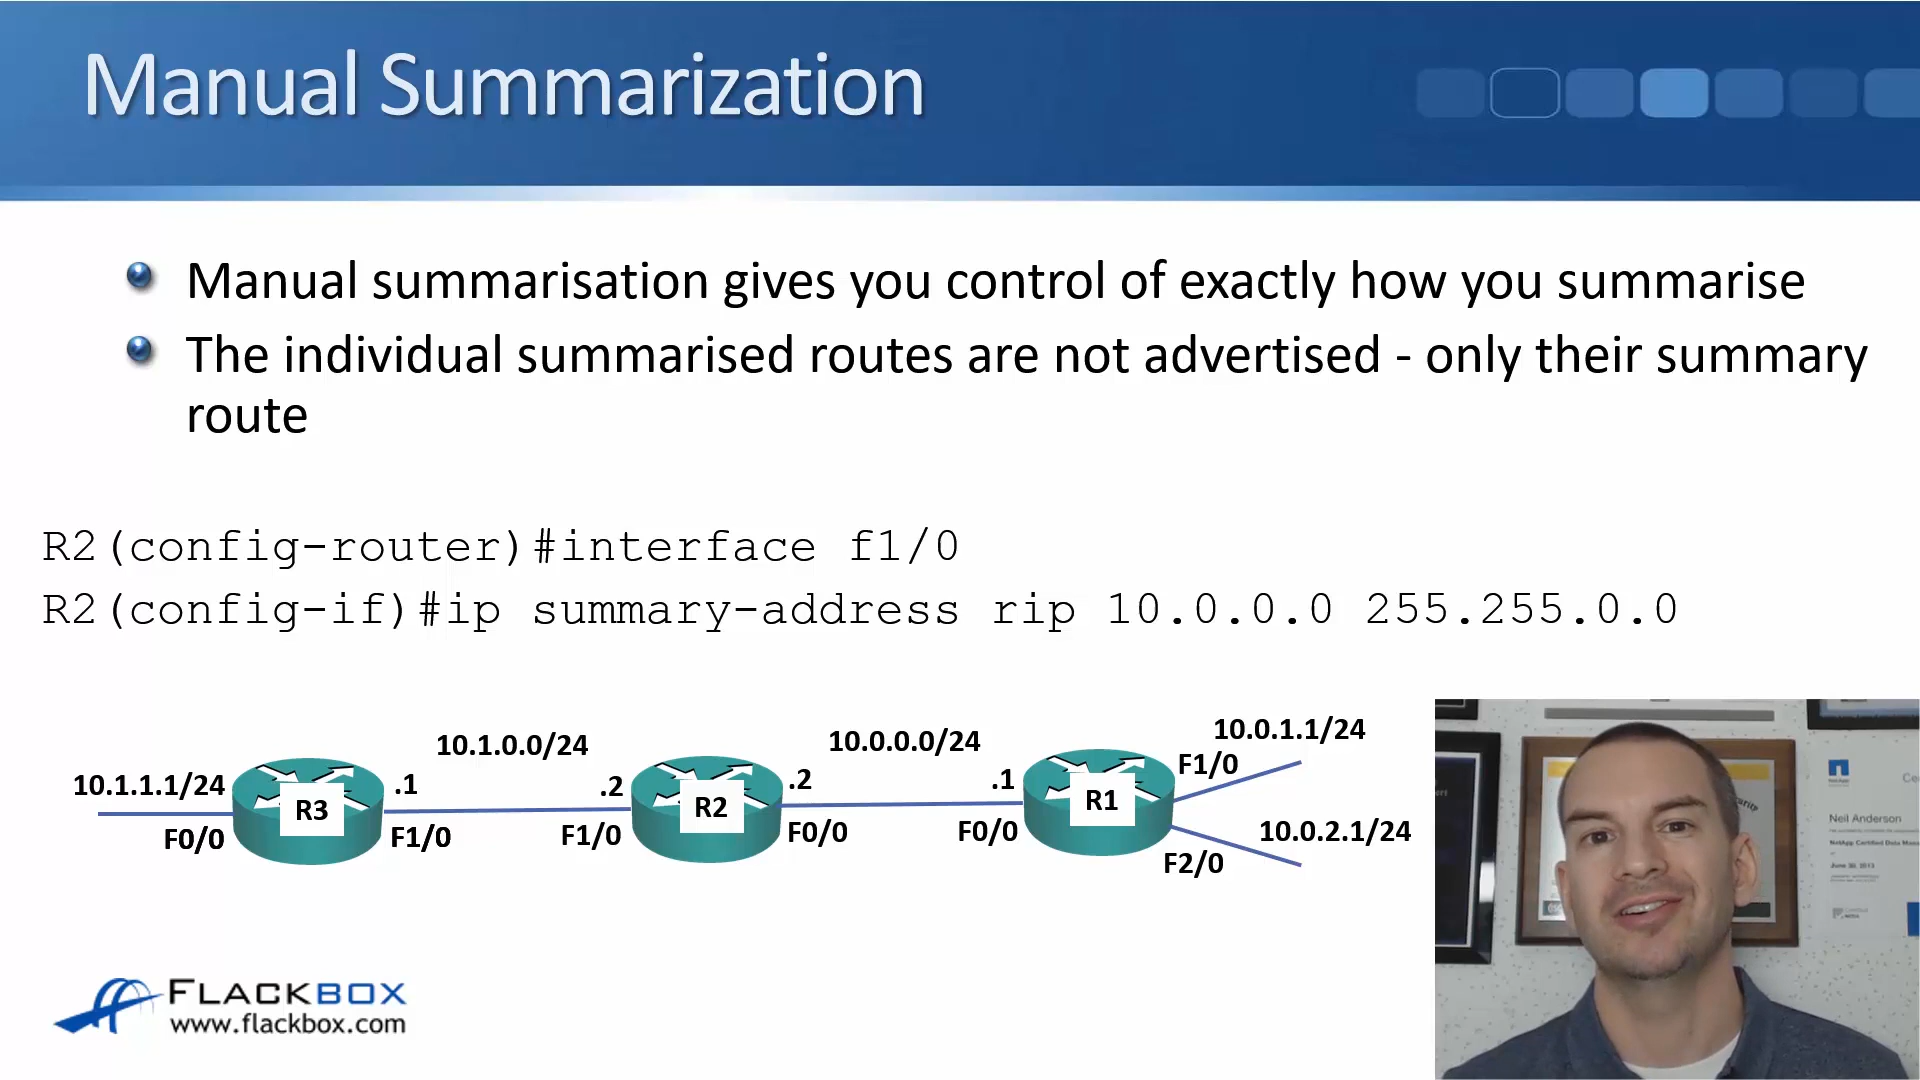 Manual Summarization
Manual summarisation gives you control of exactly how you summarise
The individual summarised routes are not advertised - only their summary
route
R2(config-router)#interface f1/0
R2(config-if)#ip summary-address rip 10.0.0.0 255.255.0.0
10.1.1.1/24
F0/0
R3
.1
F1/0
10.1.0.0/24
.2
F1/0
R2
.2
F0/0
10.0.0.0/24
.1
F0/0
R1
10.0.1.1/24
F1/0
10.0.2.1/24
F2/0
Neil Anderson
June 30, 2013
FLACKBOX
www.flackbox.com